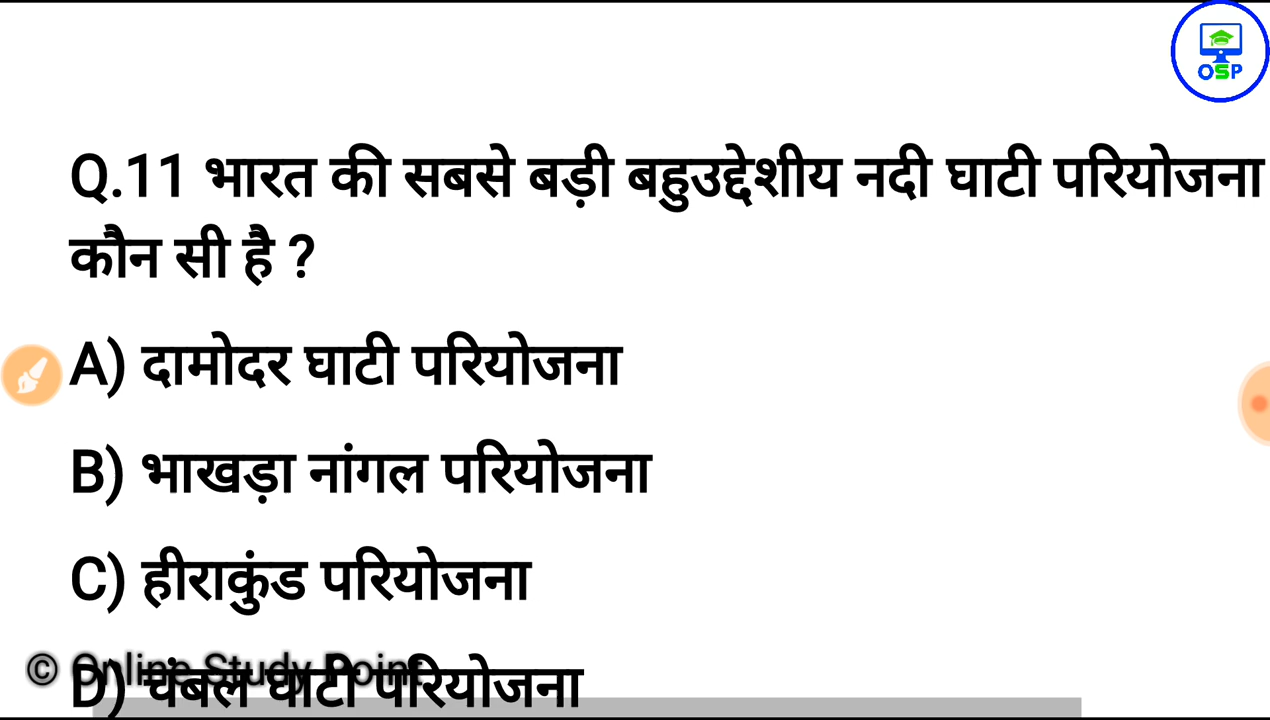 OSP
Q.11 भारत की सबसे बड़ी बहुउद्देशीय नदी घाटी परियोजना
कौन सी है ?
A) दामोदर घाटी परियोजना
B) भाखड़ा नांगल परियोजना
C) हीराकुंड परियोजना
© Online Study Point
D) चंबल घाटी परियोजना